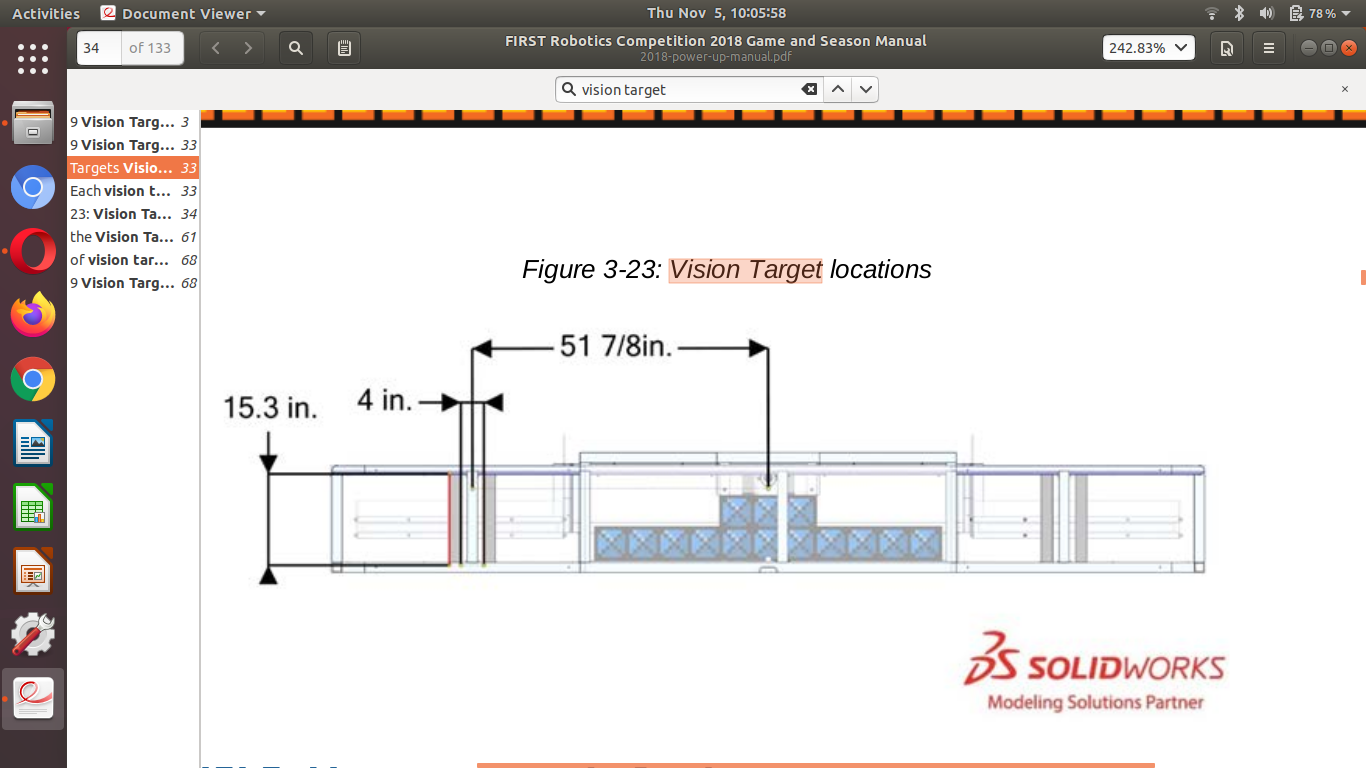 Activities
Document Viewer
Thu Nov 5, 10:05:58
78 %
34
of 133
FIRST Robotics Competition 2018 Game and Season Manual
2018-power-up-manual.pdf
242.83%
vision target
9 Vision Targ... 3
9 Vision Targ... 33
Targets Visio... 33
Each vision t... 33
23: Vision Ta... 34
the Vision Ta... 61
of vision tar... 68
9 Vision Targ... 68
Figure 3-23: Vision Target locations
51 7/8in.
4 in.
15.3 in.
SOLIDWORKS
Modeling Solutions Partner